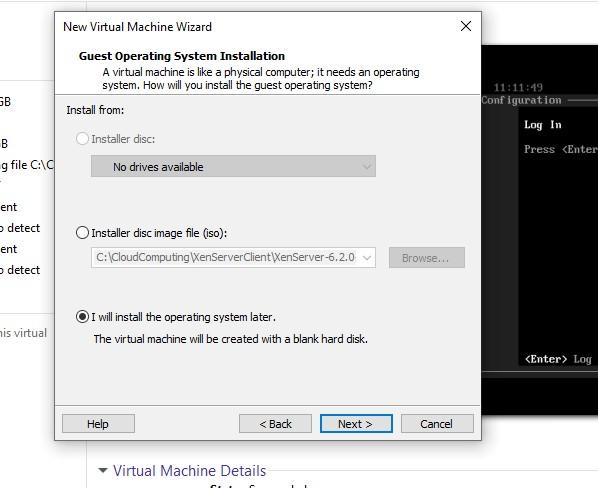 New Virtual Machine Wizard
Guest Operating System Installation
A virtual machine is like a physical computer; it needs an operating
system. How will you install the guest operating system?
Install from:
Installer disc:
No drives available
Installer disc image file (iso):
C:\CloudComputing\XenServerClient\XenServer-6.2.0
Browse...
I will install the operating system later.
The virtual machine will be created with a blank hard disk.
Help
< Back
Next >
Cancel
GB
GB
ng file C:\C
ent
o detect
ent
o detect
his virtual
11:11:49
Configuration
Log In
Press <Enter
<Enter> Log
Virtual Machine Details